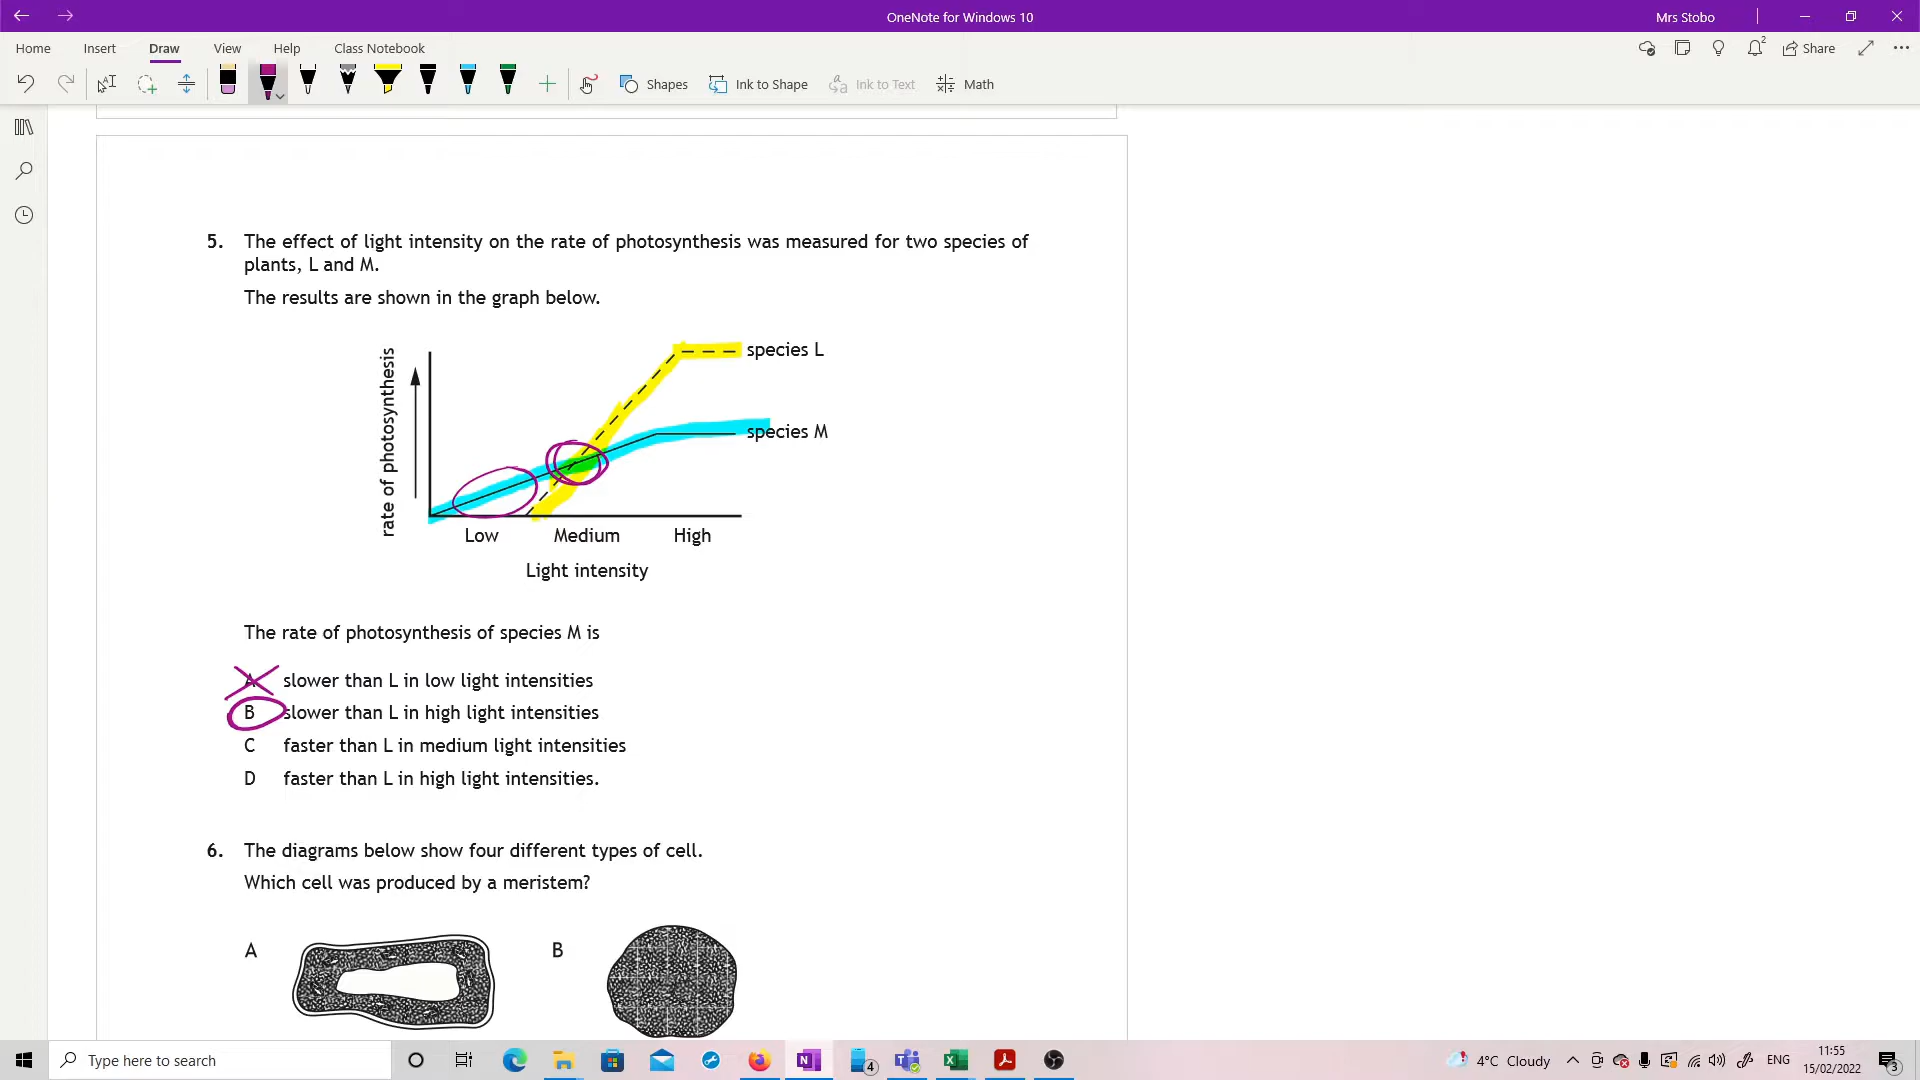 OneNote for Windows 10
Mrs Stobo
Home Insert Draw View Help Class Notebook
2
Share
Shapes
Ink to Shape
Ink to Text
Math
5. The effect of light intensity on the rate of photosynthesis was measured for two species of
plants, L and M.
The results are shown in the graph below.
rate of photosynthesis
species L
species M
Low Medium High
Light intensity
The rate of photosynthesis of species M is
A slower than L in low light intensities
B slower than L in high light intensities
C faster than L in medium light intensities
D faster than L in high light intensities.
6. The diagrams below show four different types of cell.
Which cell was produced by a meristem?
A
B
Type here to search
4
4°C Cloudy
ENG
11:55
15/02/2022
3